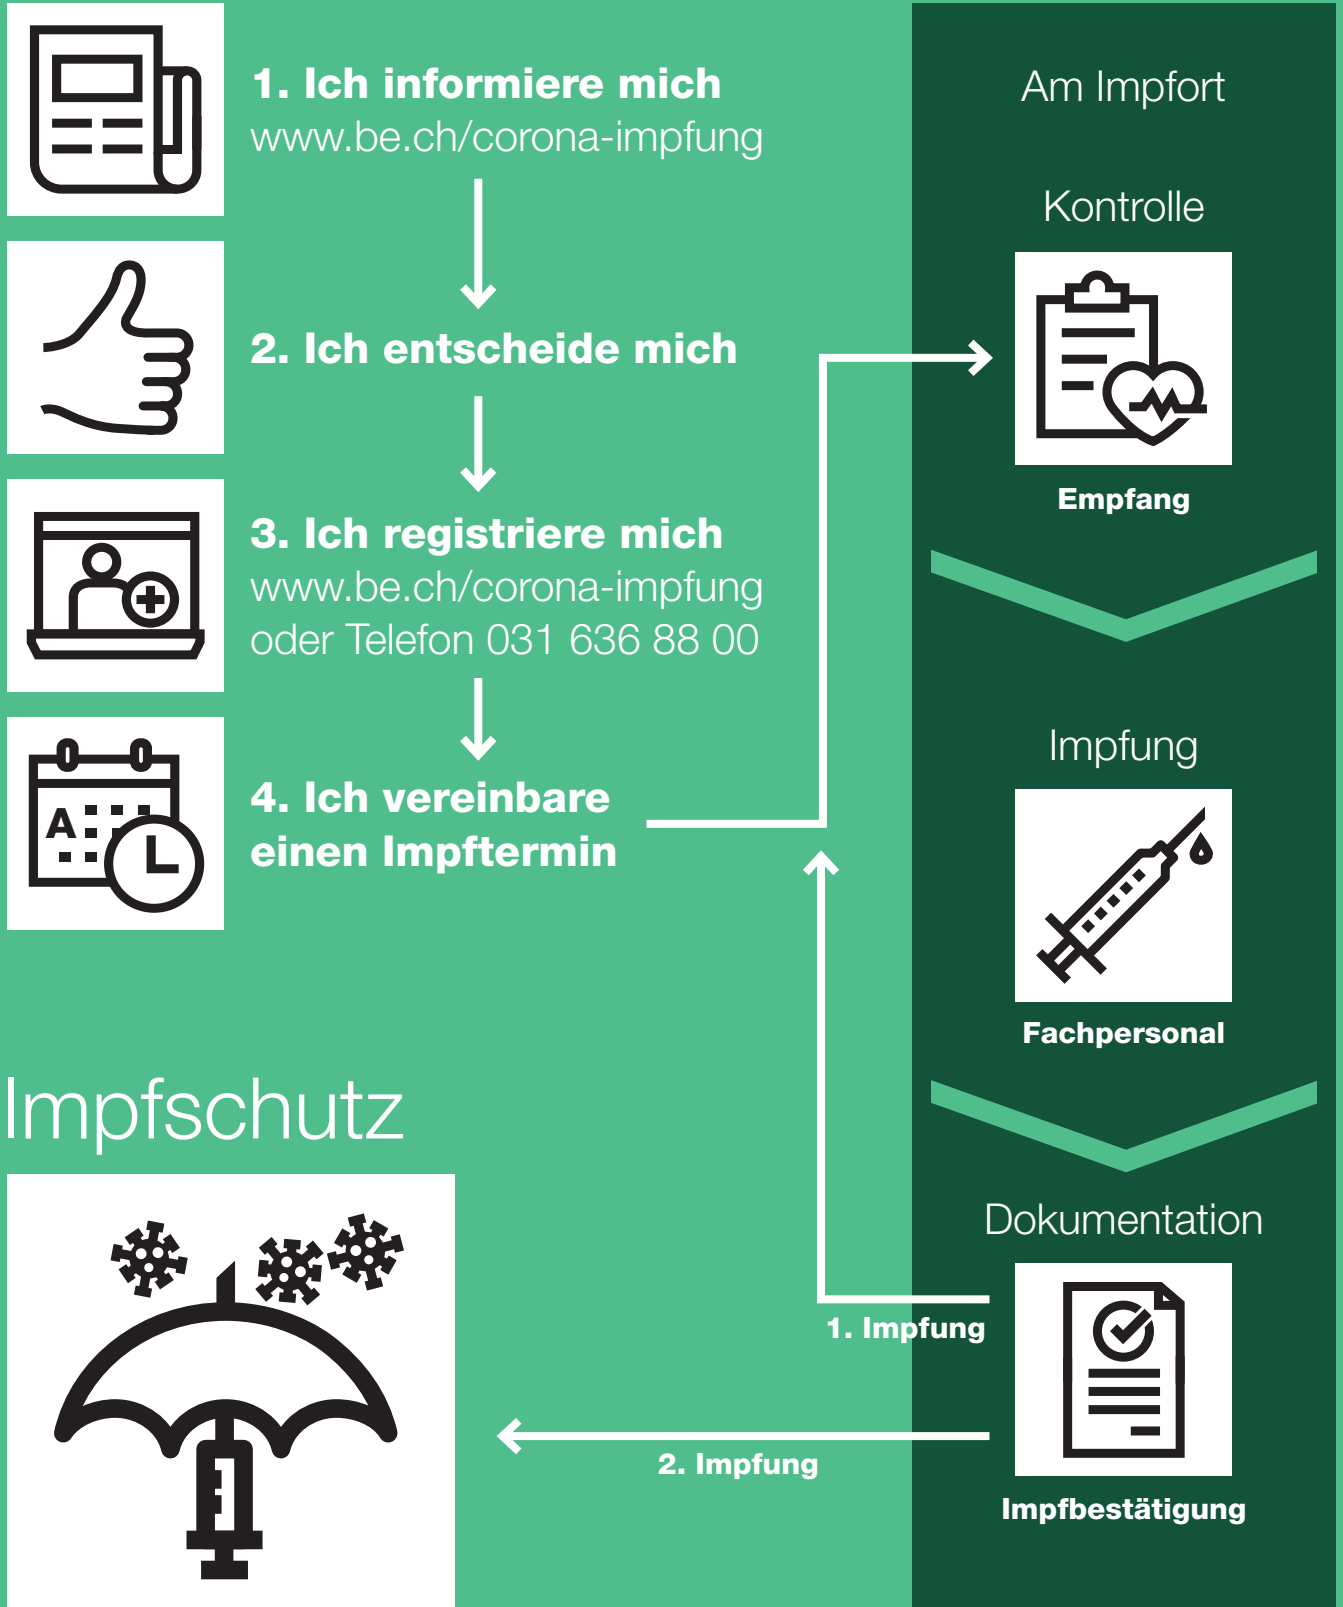 1. Ich informiere mich
www.be.ch/corona-impfung
2. Ich entscheide mich
3. Ich registriere mich
www.be.ch/corona-impfung
oder Telefon 031 636 88 00
A
4. Ich vereinbare
einen Impftermin
Am Impfort
Kontrolle
Empfang
Impfung
Fachpersonal
Dokumentation
1. Impfung
2. Impfung
Impfbestätigung
Impfschutz